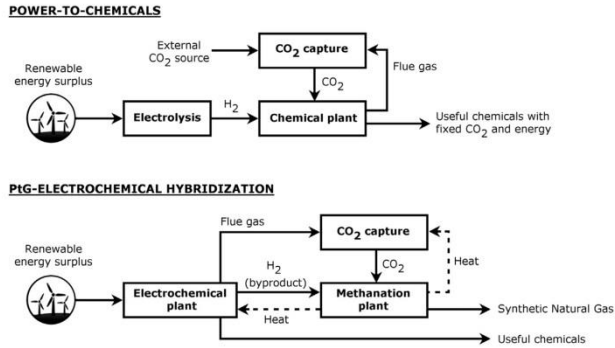 POWER-TO-CHEMICALS
External
CO2 source
CO2 capture
Flue gas
Renewable
energy surplus
CO2
H2
Electrolysis
Chemical plant
Useful chemicals with
fixed CO2 and energy
PtG-ELECTROCHEMICAL HYBRIDIZATION
Flue gas
CO2 capture
Renewable
energy surplus
H2
(byproduct)
CO2
Heat
Electrochemical
plant
Heat
Methanation
plant
Synthetic Natural Gas
Useful chemicals